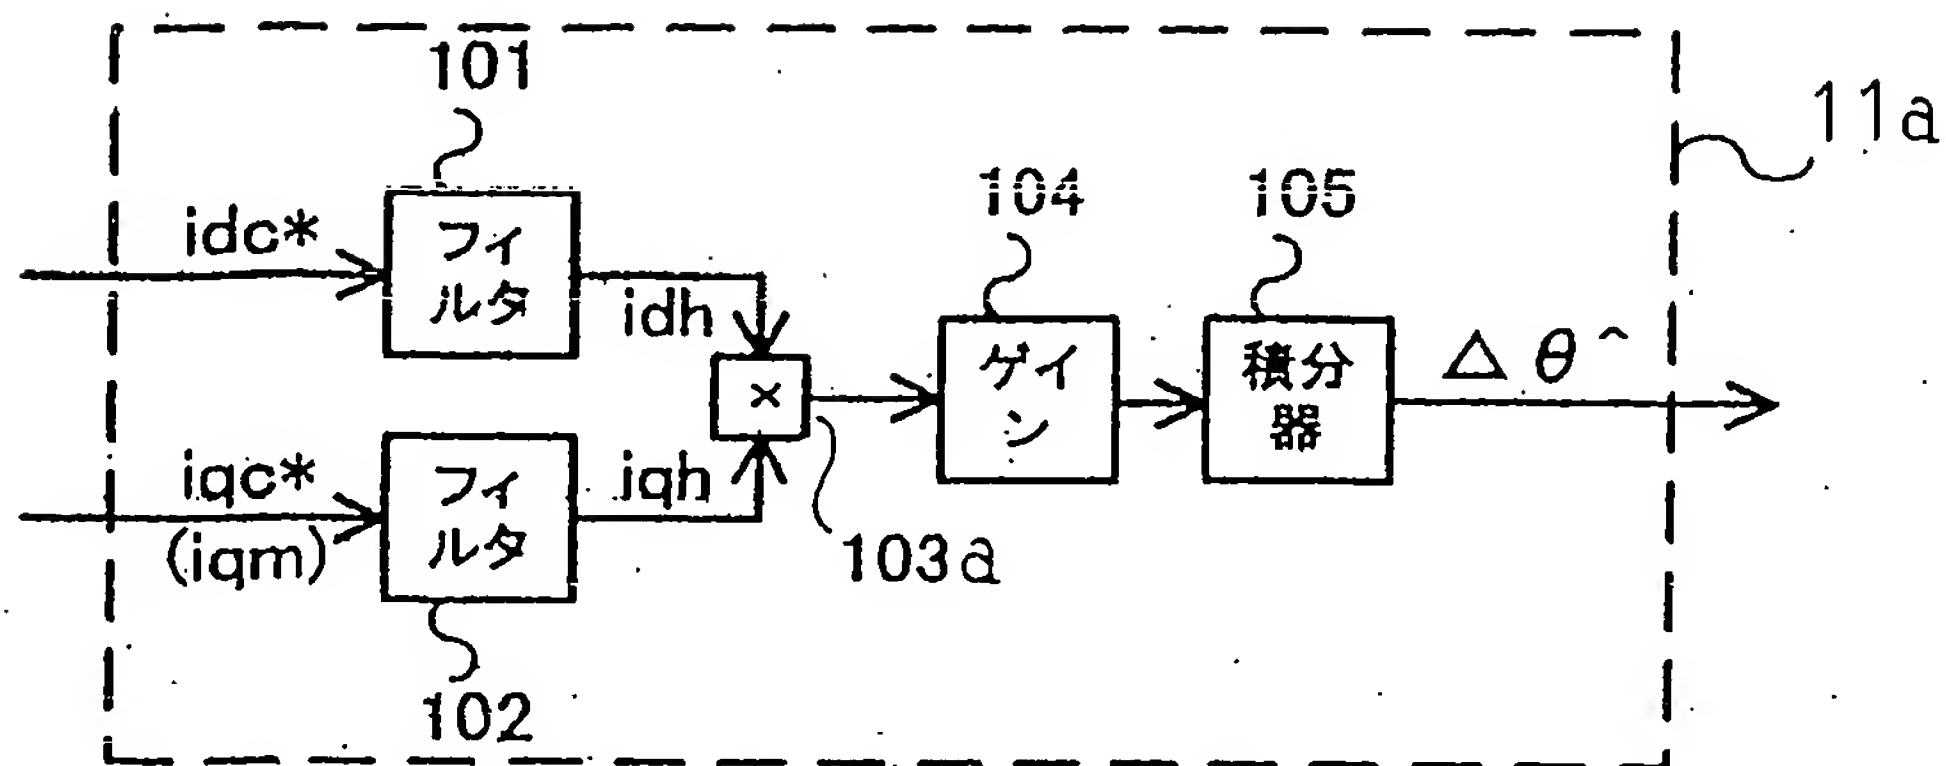 101
11a
104
105
idc*
フィ
ルタ
idh
ゲイ
ン
積分
器
△θ^
×
iqc*
(iqm)
フィ
ルタ
iqh
103a
102